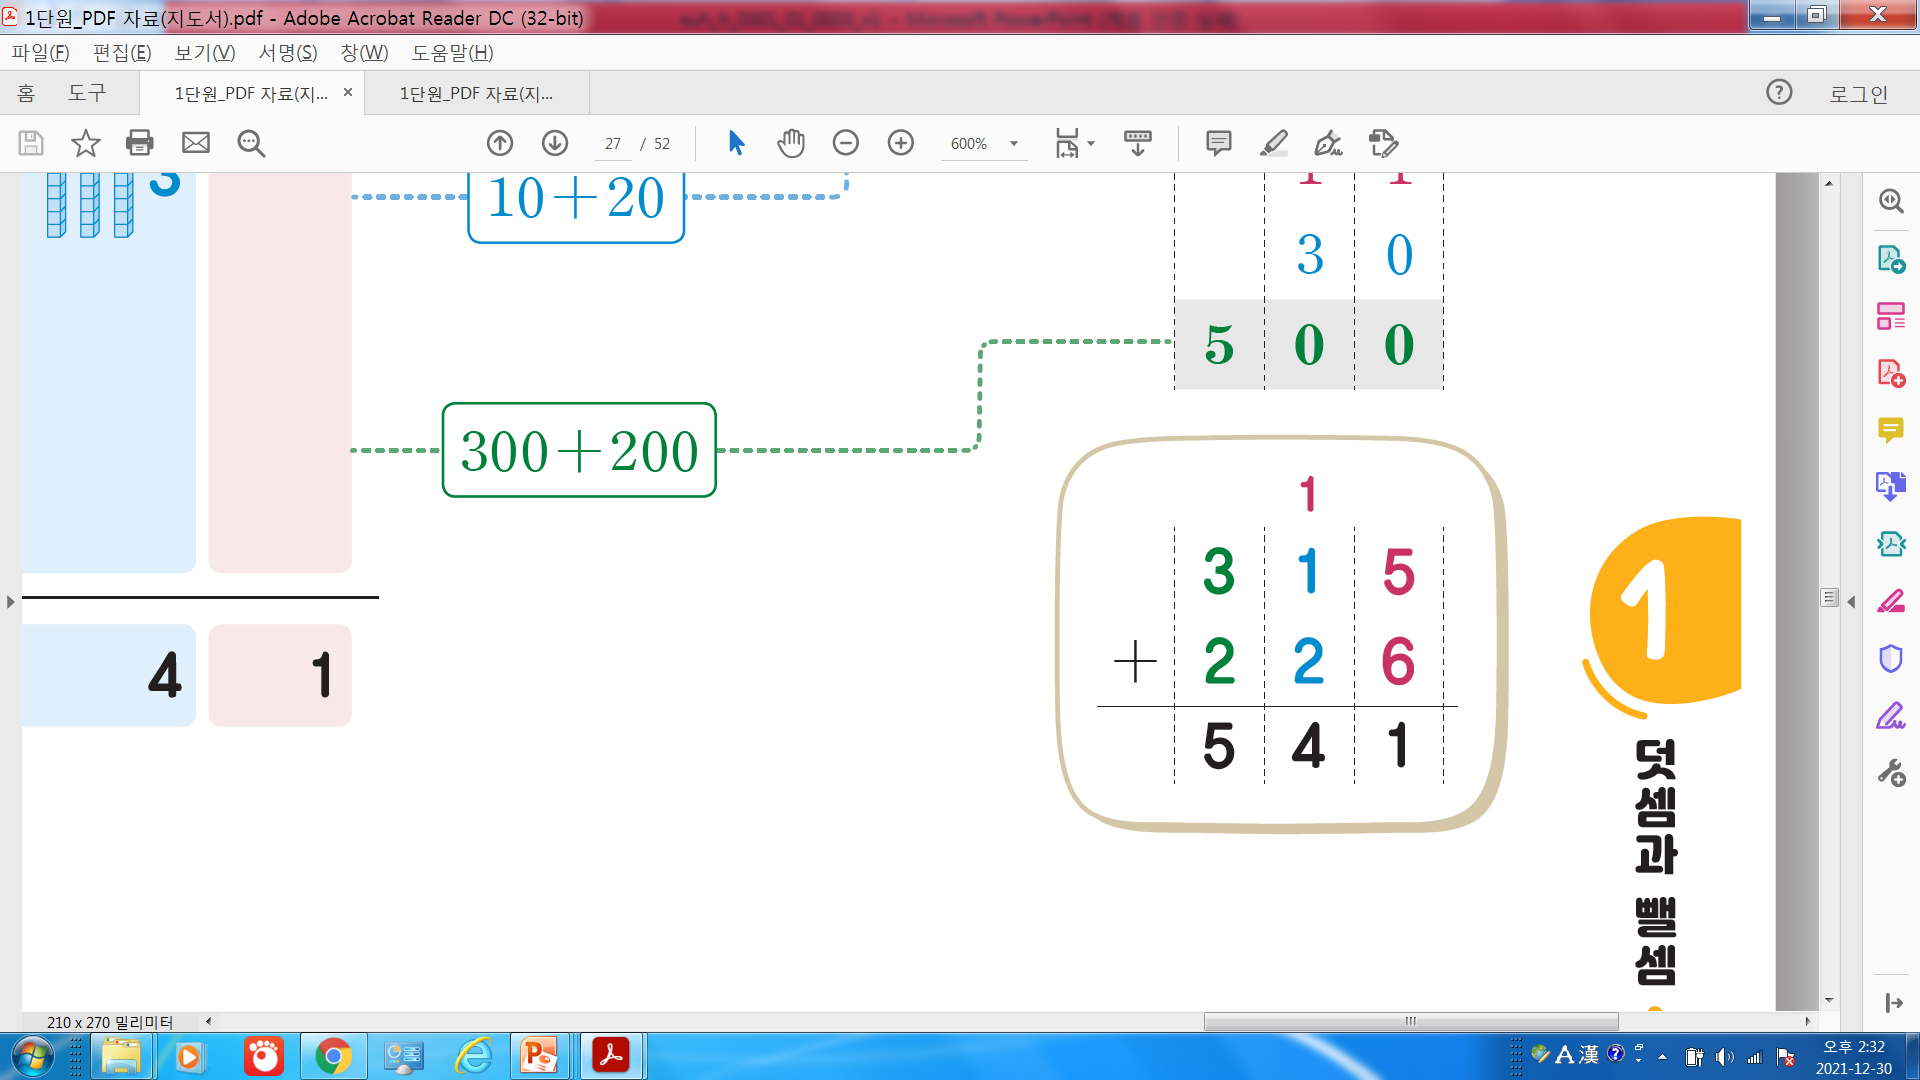 1단원_PDF 자료(지도서).pdf - Adobe Acrobat Reader DC (32-bit)
파일(F) 편집(E) 보기(V) 서명(S) 창(W) 도움말(H)
홈 도구 1단원_PDF 자료(지... × 1단원_PDF 자료(지... 로그인
27 / 52 600%
3
10+20
1 1
3 0
5 0 0
300+200
1
3 1 5
+ 2 2 6
5 4 1
4 1
1
덧셈과 뺄셈
210 x 270 밀리미터
A 漢
오후 2:32
2021-12-30